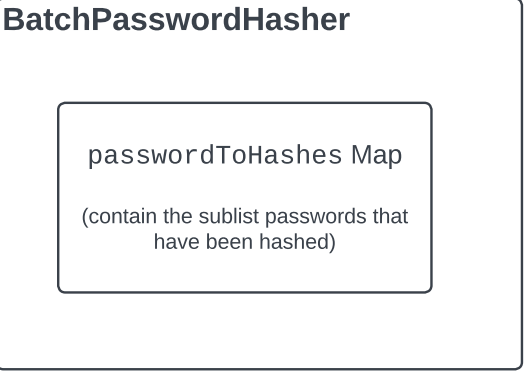 BatchPasswordHasher
passwordToHashes Map
(contain the sublist passwords that
have been hashed)